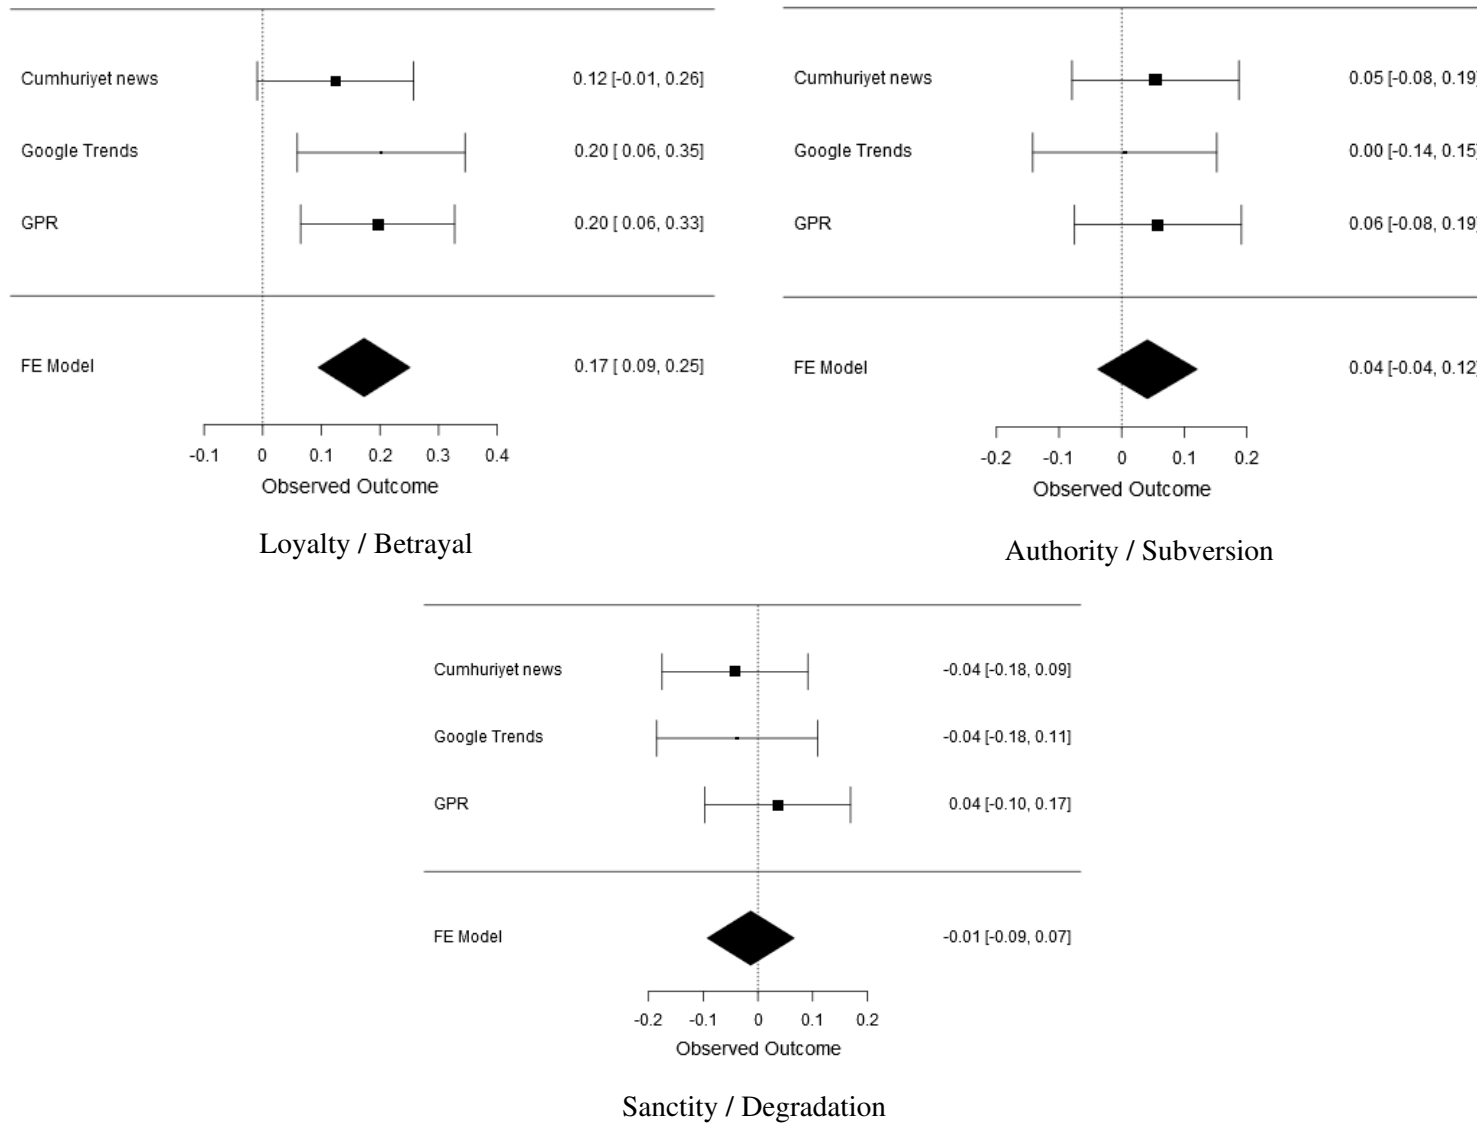 Cumhuriyet news 0.12 [-0.01, 0.26]
Google Trends 0.20 [ 0.06, 0.35]
GPR 0.20 [ 0.06, 0.33]
FE Model 0.17 [ 0.09, 0.25]
-0.1 0 0.1 0.2 0.3 0.4
Observed Outcome
Loyalty / Betrayal
Cumhuriyet news 0.05 [-0.08, 0.19]
Google Trends 0.00 [-0.14, 0.15]
GPR 0.06 [-0.08, 0.19]
FE Model 0.04 [-0.04, 0.12]
-0.2 -0.1 0 0.1 0.2
Observed Outcome
Authority / Subversion
Cumhuriyet news -0.04 [-0.18, 0.09]
Google Trends -0.04 [-0.18, 0.11]
GPR 0.04 [-0.10, 0.17]
FE Model -0.01 [-0.09, 0.07]
-0.2 -0.1 0 0.1 0.2
Observed Outcome
Sanctity / Degradation